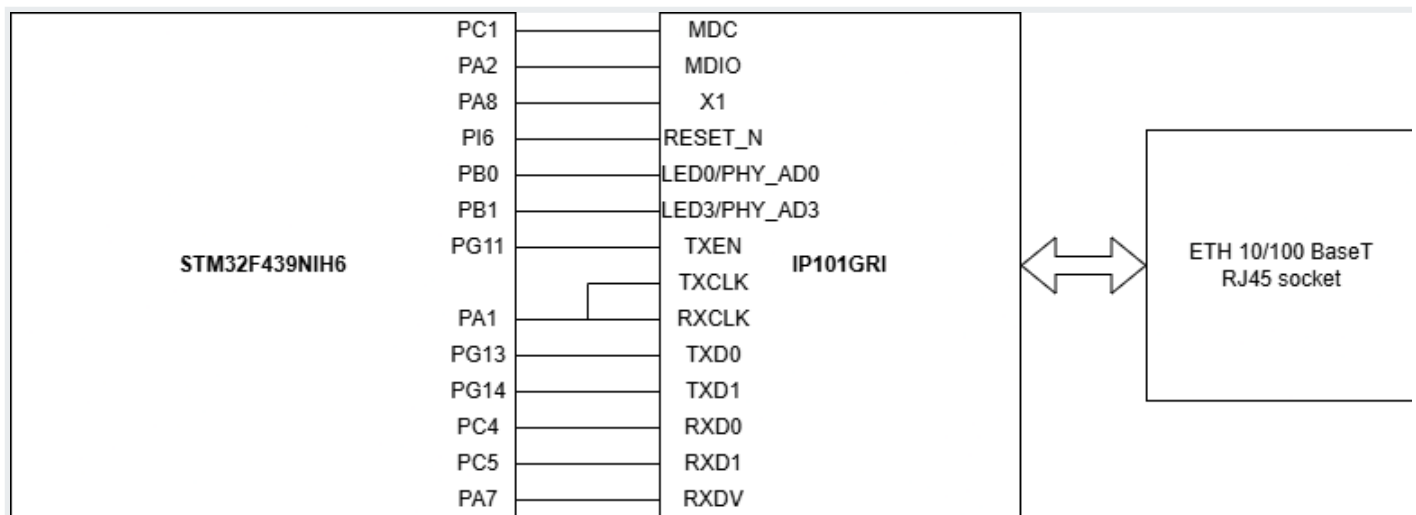 PC1 MDC
PA2 MDIO
PA8 X1
PI6 RESET_N
PB0 LED0/PHY_AD0
PB1 LED3/PHY_AD3
PG11 TXEN
STM32F439NIH6 IP101GRI ETH 10/100 BaseT
RJ45 socket
TXCLK
PA1 RXCLK
PG13 TXD0
PG14 TXD1
PC4 RXD0
PC5 RXD1
PA7 RXDV